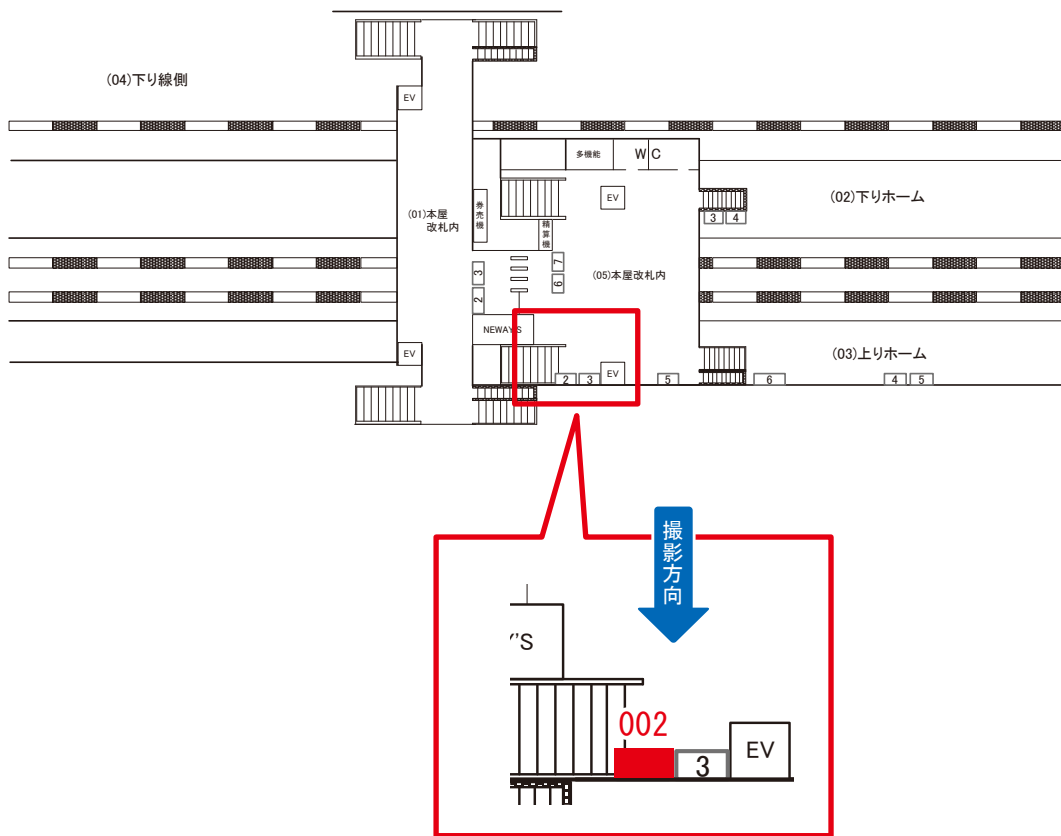 (04)下り線側
EV
多機能
WC
(02)下りホーム
EV
3
4
券売機
(01)本屋
改札内
精算機
7
(05)本屋改札内
3
6
2
NEWAY'S
(03)上りホーム
EV
EV
2
3
5
6
4
5
撮影方向
Y'S
002
3
EV